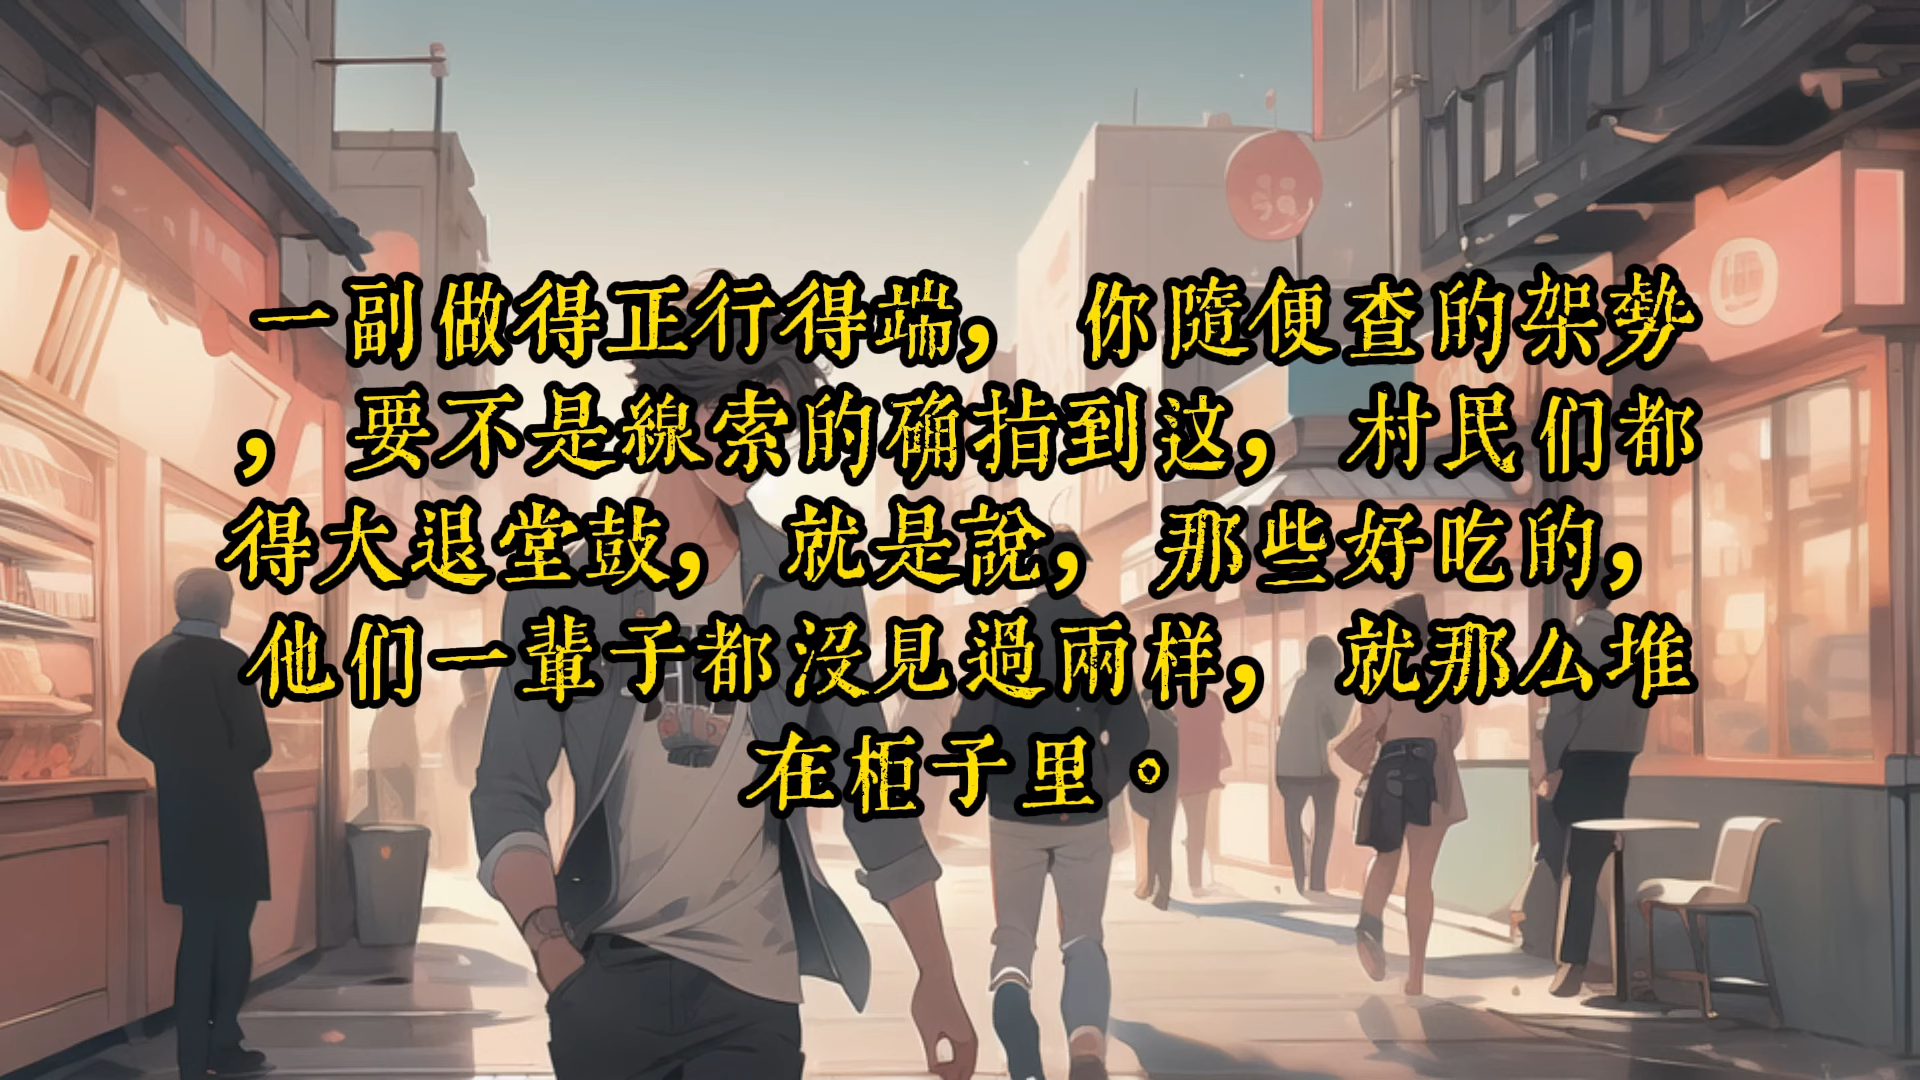 一副做得正行得端，你隨便查的架勢
，要不是線索的确指到这，村民们都
得大退堂鼓，就是說，那些好吃的，
他们一輩子都没見過兩样，就那么堆
在柜子里。